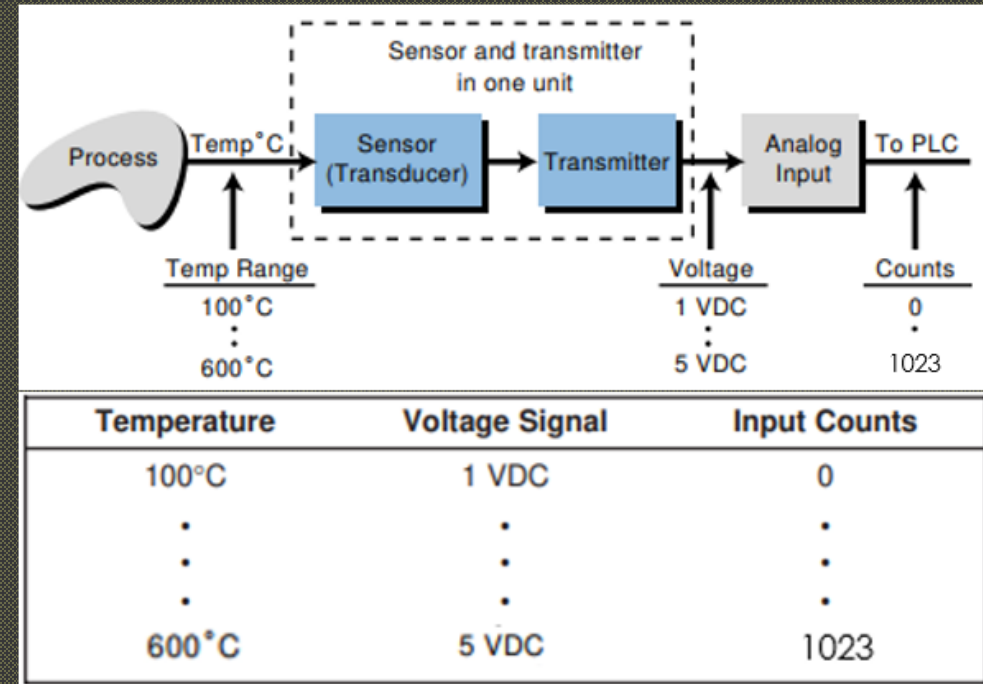 Sensor and transmitter
in one unit
Process
Temp°C
Sensor
(Transducer)
Transmitter
Analog
Input
To PLC
Temp Range
100°C
600°C
Voltage
1 VDC
5 VDC
Counts
0
1023
Temperature Voltage Signal Input Counts
100°C 1 VDC 0
600°C 5 VDC 1023